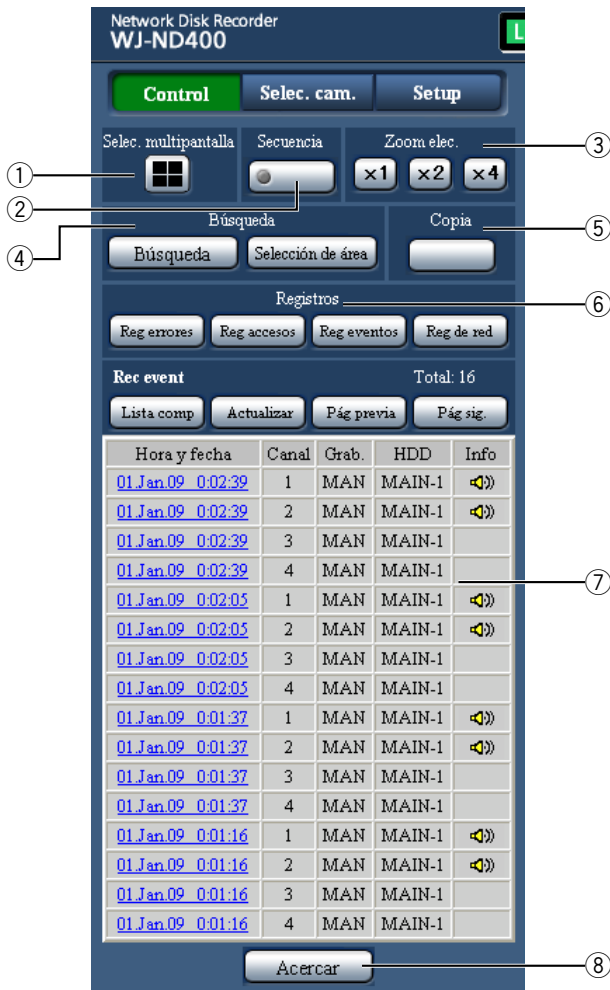 Network Disk Recorder
WJ-ND400
L
Control Selec. cam. Setup
Selec. multipantalla Secuencia Zoom elec. ③
① ×1 ×2 ×4
②
Búsqueda Copia
④ Búsqueda Selección de área ⑤
Registros ⑥
Reg errores Reg accesos Reg eventos Reg de red
Rec event Total: 16
Lista comp Actualizar Pág previa Pág sig.
Hora y fecha Canal Grab. HDD Info
01.Jan.09 0:02:39 1 MAN MAIN-1
01.Jan.09 0:02:39 2 MAN MAIN-1
01.Jan.09 0:02:39 3 MAN MAIN-1
01.Jan.09 0:02:39 4 MAN MAIN-1
⑦
01.Jan.09 0:02:05 1 MAN MAIN-1
01.Jan.09 0:02:05 2 MAN MAIN-1
01.Jan.09 0:02:05 3 MAN MAIN-1
01.Jan.09 0:02:05 4 MAN MAIN-1
01.Jan.09 0:01:37 1 MAN MAIN-1
01.Jan.09 0:01:37 2 MAN MAIN-1
01.Jan.09 0:01:37 3 MAN MAIN-1
01.Jan.09 0:01:37 4 MAN MAIN-1
01.Jan.09 0:01:16 1 MAN MAIN-1
01.Jan.09 0:01:16 2 MAN MAIN-1
01.Jan.09 0:01:16 3 MAN MAIN-1
01.Jan.09 0:01:16 4 MAN MAIN-1
Acercar ⑧